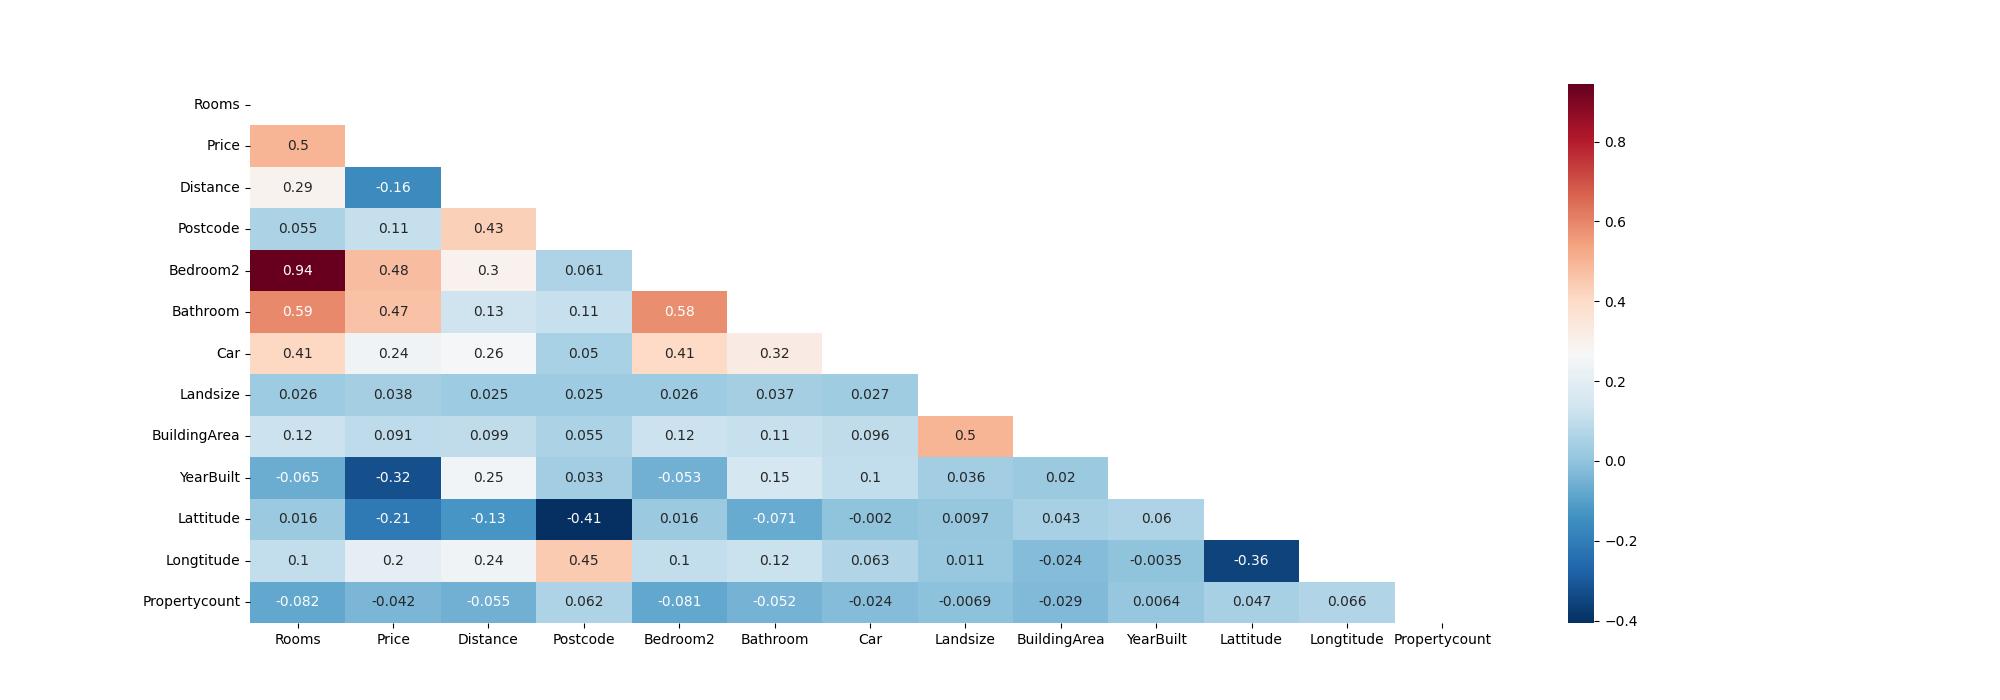 Rooms
Price 0.5
Distance 0.29 -0.16
0.8
Postcode 0.055 0.11 0.43
0.6
Bedroom2 0.94 0.48 0.3 0.061
Bathroom 0.59 0.47 0.13 0.11 0.58
0.4
Car 0.41 0.24 0.26 0.05 0.41 0.32
0.2
Landsize 0.026 0.038 0.025 0.025 0.026 0.037 0.027
BuildingArea 0.12 0.091 0.099 0.055 0.12 0.11 0.096 0.5
0.0
YearBuilt -0.065 -0.32 0.25 0.033 -0.053 0.15 0.1 0.036 0.02
Lattitude 0.016 -0.21 -0.13 -0.41 0.016 -0.071 -0.002 0.0097 0.043 0.06
−0.2
Longtitude 0.1 0.2 0.24 0.45 0.1 0.12 0.063 0.011 -0.024 -0.0035 -0.36
Propertycount -0.082 -0.042 -0.055 0.062 -0.081 -0.052 -0.024 -0.0069 -0.029 0.0064 0.047 0.066
−0.4
Rooms Price Distance Postcode Bedroom2 Bathroom Car Landsize BuildingArea YearBuilt Lattitude Longtitude Propertycount